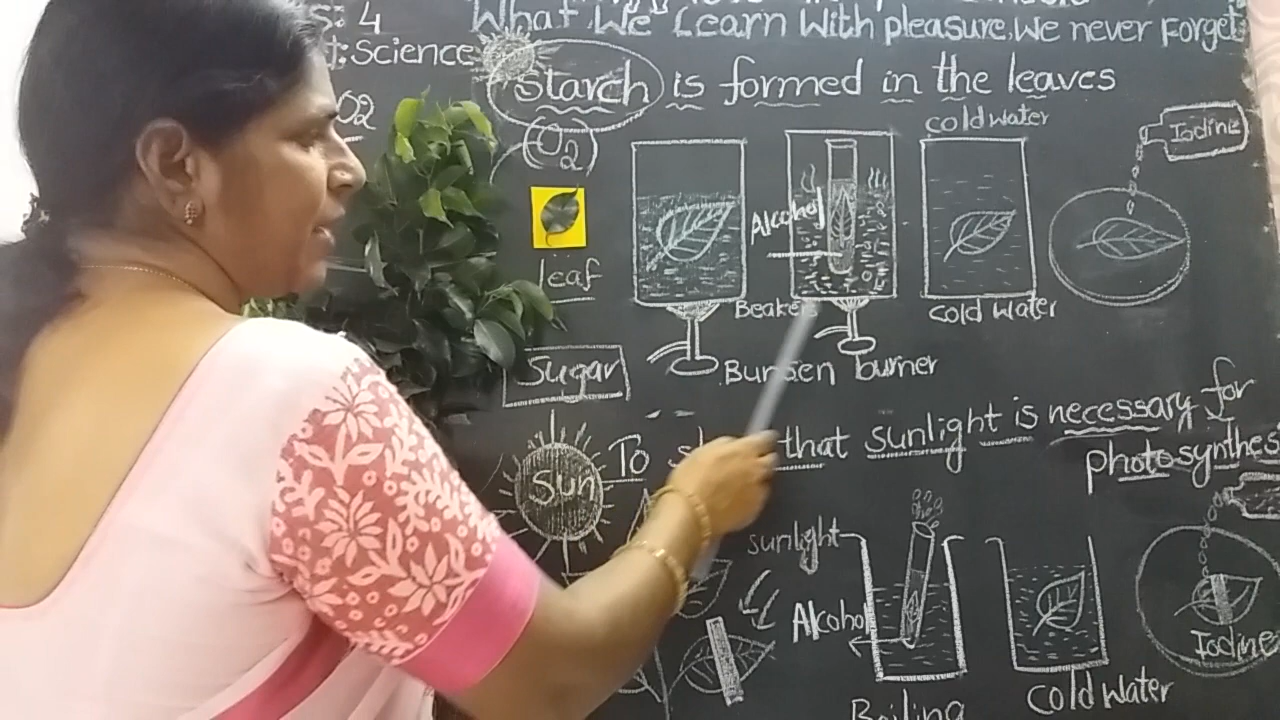 s: 4
What We Learn With pleasure, We never Forget
t: Science
Starch is formed in the leaves
O2
(O2)
cold water
Iodine
Alcohol
leaf
Beaker
cold water
Sugar
Bunsen burner
To that sunlight is necessary for
photosynthesi
Sun
sunlight
Alcohol
Iodine
Boiling
cold Water